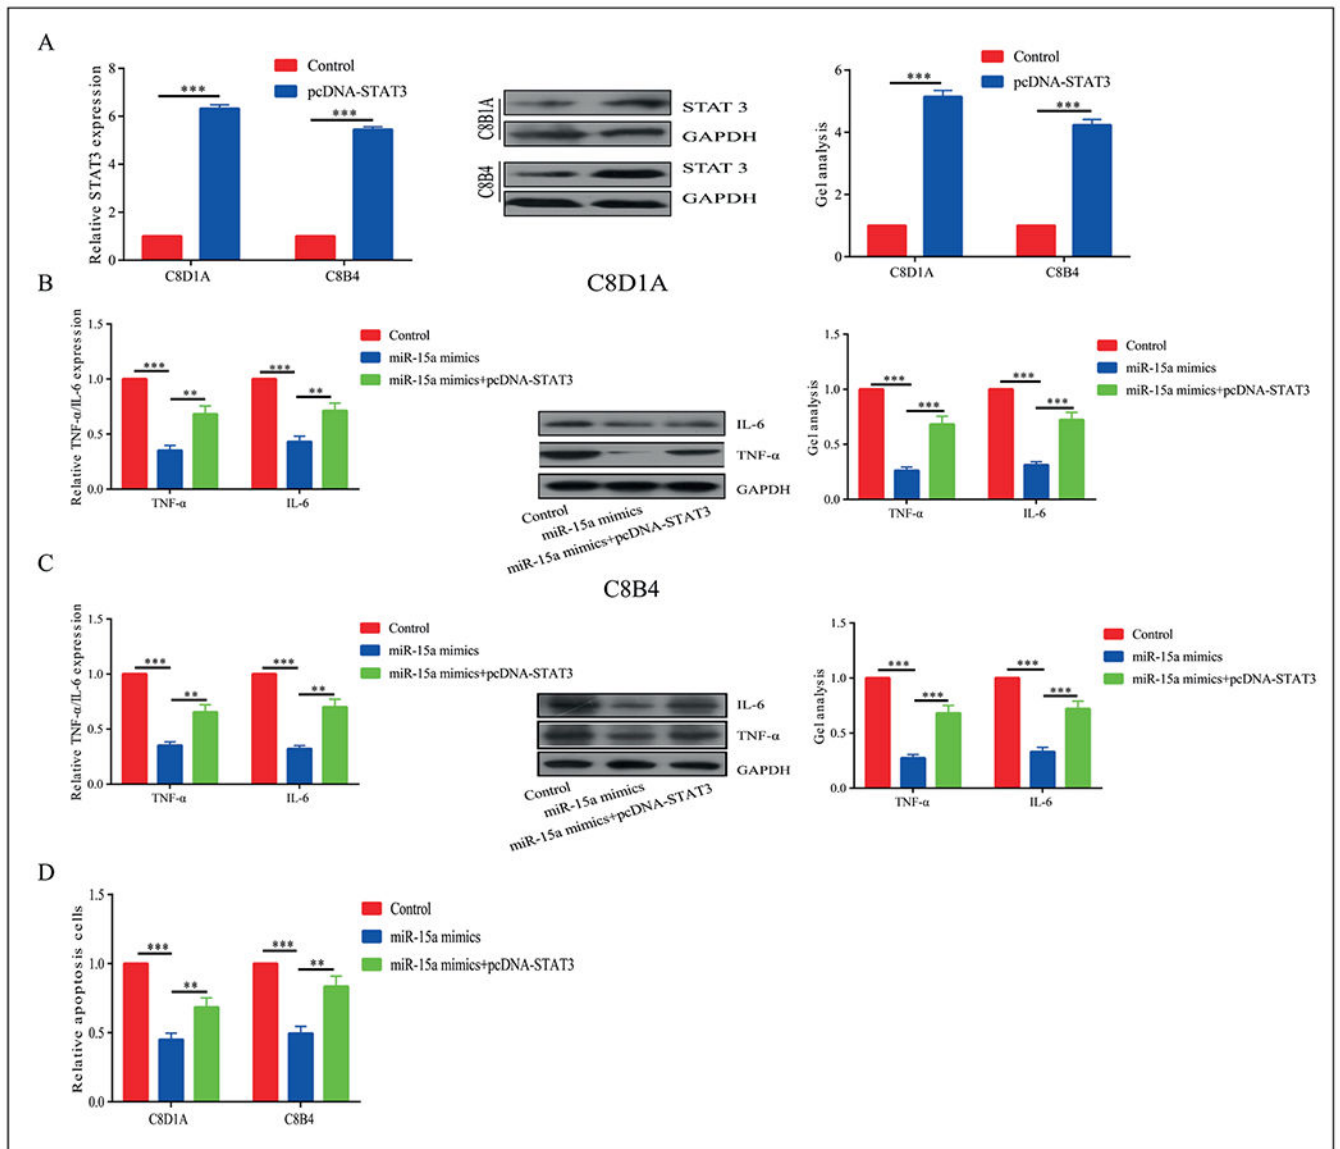 A
Relative STAT3 expression
8
6
4
2
0
***
***
Control
pcDNA-STAT3
C8D1A
C8B4
C8B1A
STAT 3
GAPDH
C8B4
STAT 3
GAPDH
Gel analysis
6
4
2
0
***
***
Control
pcDNA-STAT3
C8D1A
C8B4
B
C8D1A
Relative TNF-α/IL-6 expression
1.5
1.0
0.5
0.0
***
**
***
**
Control
miR-15a mimics
miR-15a mimics+pcDNA-STAT3
TNF-α
IL-6
IL-6
TNF-α
GAPDH
Control
miR-15a mimics
miR-15a mimics+pcDNA-STAT3
Gel analysis
1.5
1.0
0.5
0.0
***
***
***
***
Control
miR-15a mimics
miR-15a mimics+pcDNA-STAT3
TNF-α
IL-6
C
C8B4
Relative TNF-α/IL-6 expression
1.5
1.0
0.5
0.0
***
**
***
**
Control
miR-15a mimics
miR-15a mimics+pcDNA-STAT3
TNF-α
IL-6
IL-6
TNF-α
GAPDH
Control
miR-15a mimics
miR-15a mimics+pcDNA-STAT3
Gel analysis
1.5
1.0
0.5
0.0
***
***
***
***
Control
miR-15a mimics
miR-15a mimics+pcDNA-STAT3
TNF-α
IL-6
D
Relative apoptosis cells
1.5
1.0
0.5
0.0
***
**
***
**
Control
miR-15a mimics
miR-15a mimics+pcDNA-STAT3
C8D1A
C8B4